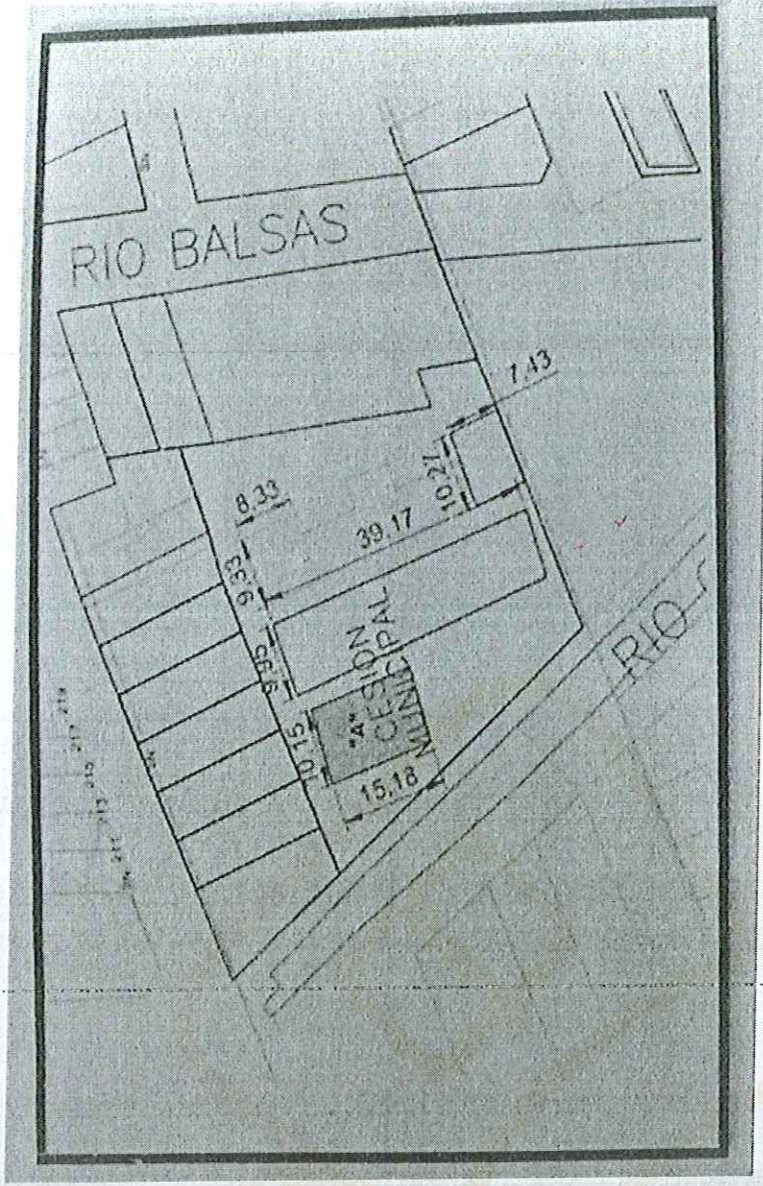 RIO BALSAS
7.43
8.33
10.27
39.17
9.33
9.95
"A"
CESION
MUNICIPAL
10.15
15.18
RIO